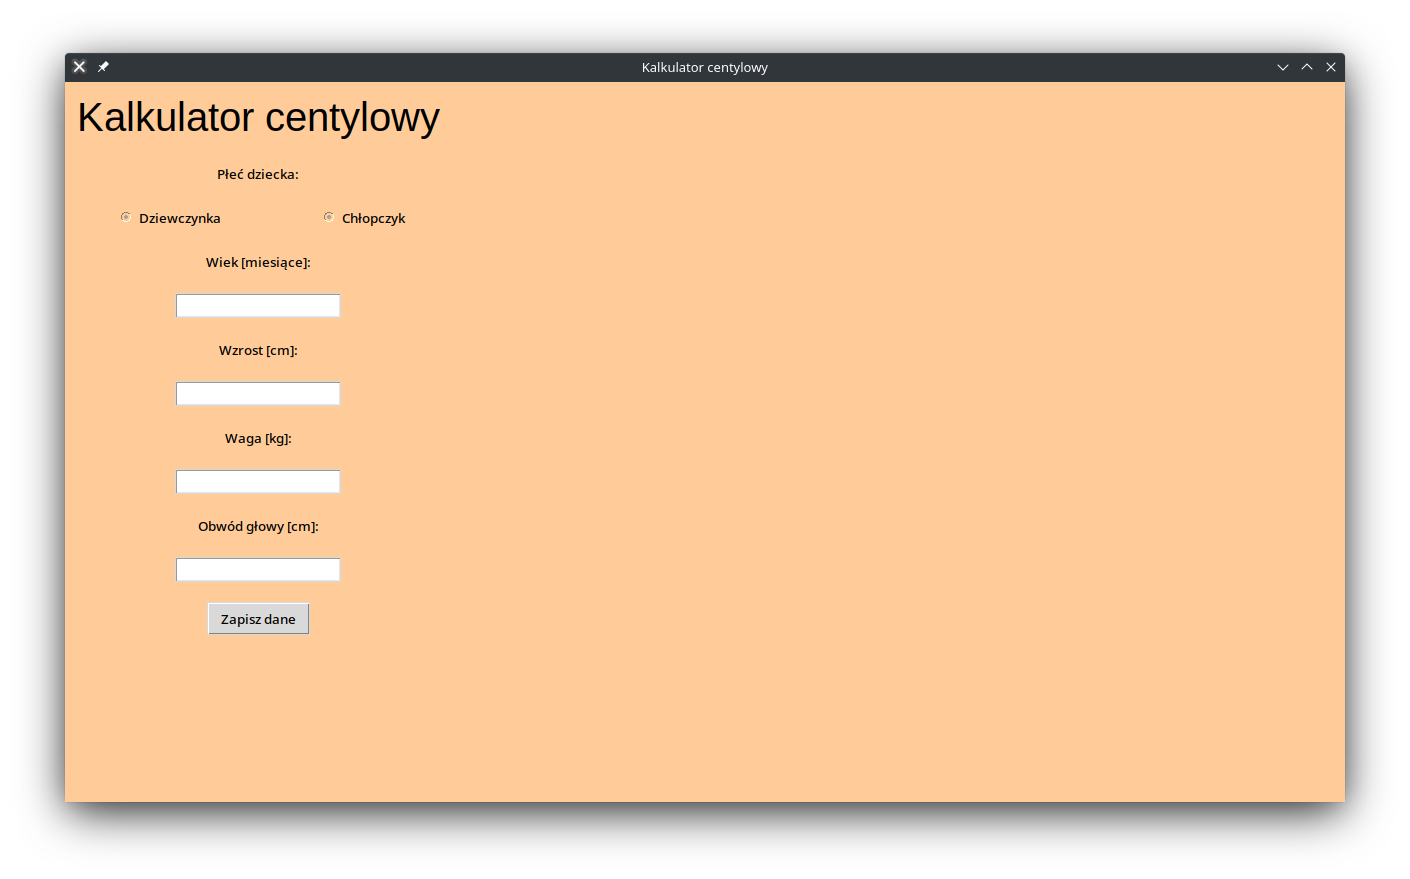 Kalkulator centylowy
Kalkulator centylowy
Płeć dziecka:
Dziewczynka Chłopczyk
Wiek [miesiące]:
Wzrost [cm]:
Waga [kg]:
Obwód głowy [cm]:
Zapisz dane